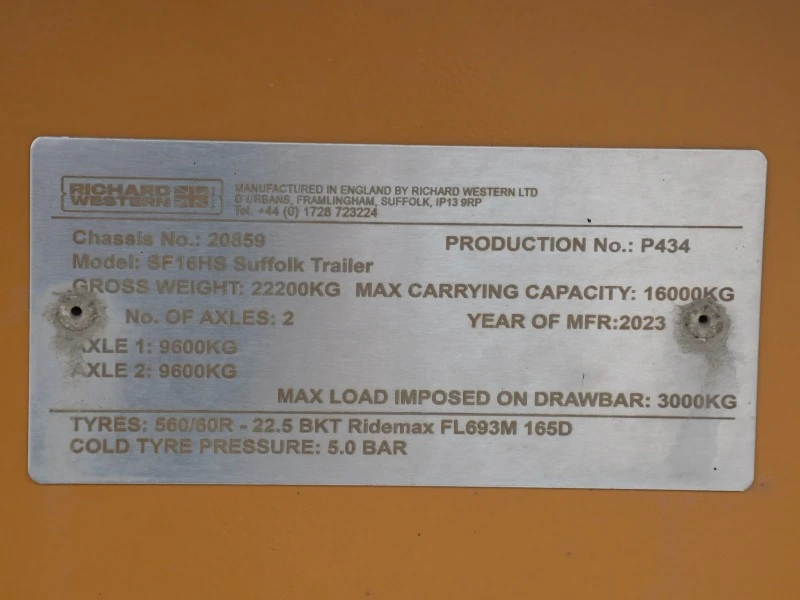 RICHARD WESTERN
MANUFACTURED IN ENGLAND BY RICHARD WESTERN LTD
D'URBANS, FRAMLINGHAM, SUFFOLK, IP13 9RP
Tel. +44 (0) 1728 723224
Chassis No.: 20859 PRODUCTION No.: P434
Model: SF16HS Suffolk Trailer
GROSS WEIGHT: 22200KG MAX CARRYING CAPACITY: 16000KG
No. OF AXLES: 2 YEAR OF MFR:2023
AXLE 1: 9600KG
AXLE 2: 9600KG
MAX LOAD IMPOSED ON DRAWBAR: 3000KG
TYRES: 560/60R - 22.5 BKT Ridemax FL693M 165D
COLD TYRE PRESSURE: 5.0 BAR